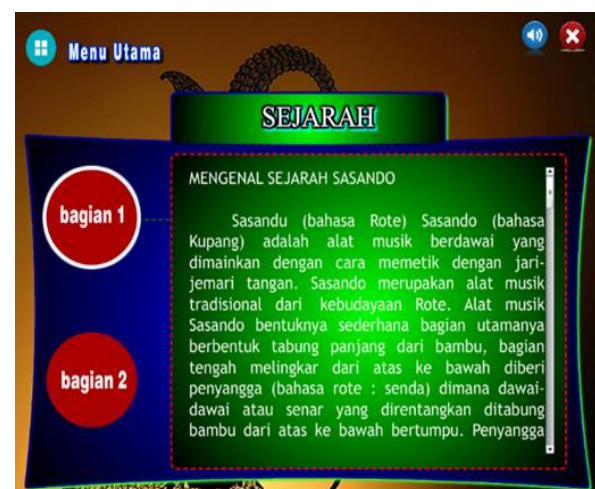 Menu Utama
SEJARAH
bagian 1
bagian 2
MENGENAL SEJARAH SASANDO
Sasandu (bahasa Rote) Sasando (bahasa
Kupang) adalah alat musik berdawai yang
dimainkan dengan cara memetik dengan jari-
jemari tangan. Sasando merupakan alat musik
tradisional dari kebudayaan Rote. Alat musik
Sasando bentuknya sederhana bagian utamanya
berbentuk tabung panjang dari bambu, bagian
tengah melingkar dari atas ke bawah diberi
penyangga (bahasa rote : senda) dimana dawai-
dawai atau senar yang direntangkan ditabung
bambu dari atas ke bawah bertumpu. Penyangga